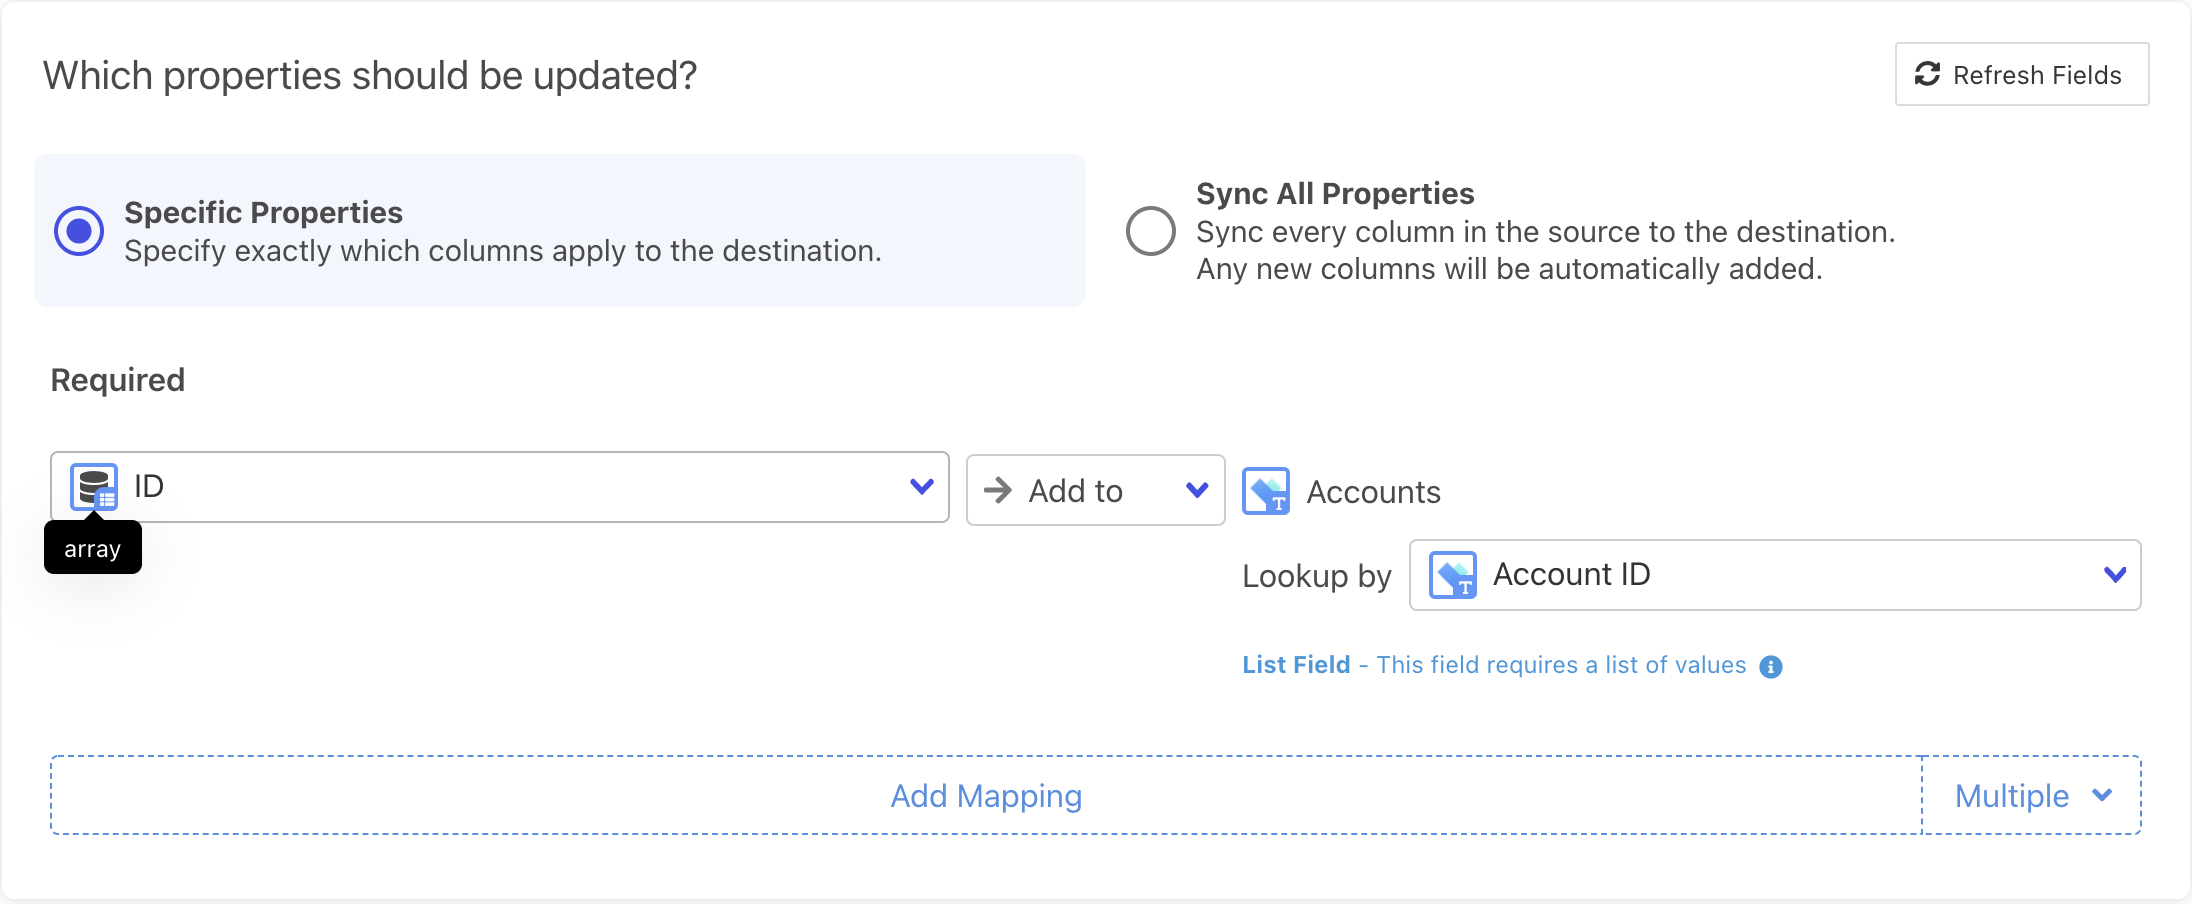 Which properties should be updated?
Refresh Fields
Specific Properties
Specify exactly which columns apply to the destination.
Sync All Properties
Sync every column in the source to the destination.
Any new columns will be automatically added.
Required
ID
Add to
T
Accounts
array
Lookup by
T
Account ID
List Field - This field requires a list of values
Add Mapping
Multiple